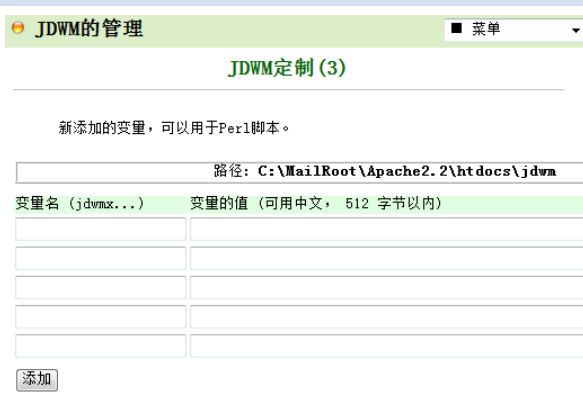 JDWM的管理
■ 菜单
JDWM定制(3)
新添加的变量，可以用于Perl脚本。
路径: C:\MailRoot\Apache2.2\htdocs\jdwm
变量名 (jdwmx...) 变量的值 (可用中文， 512 字节以内)
添加